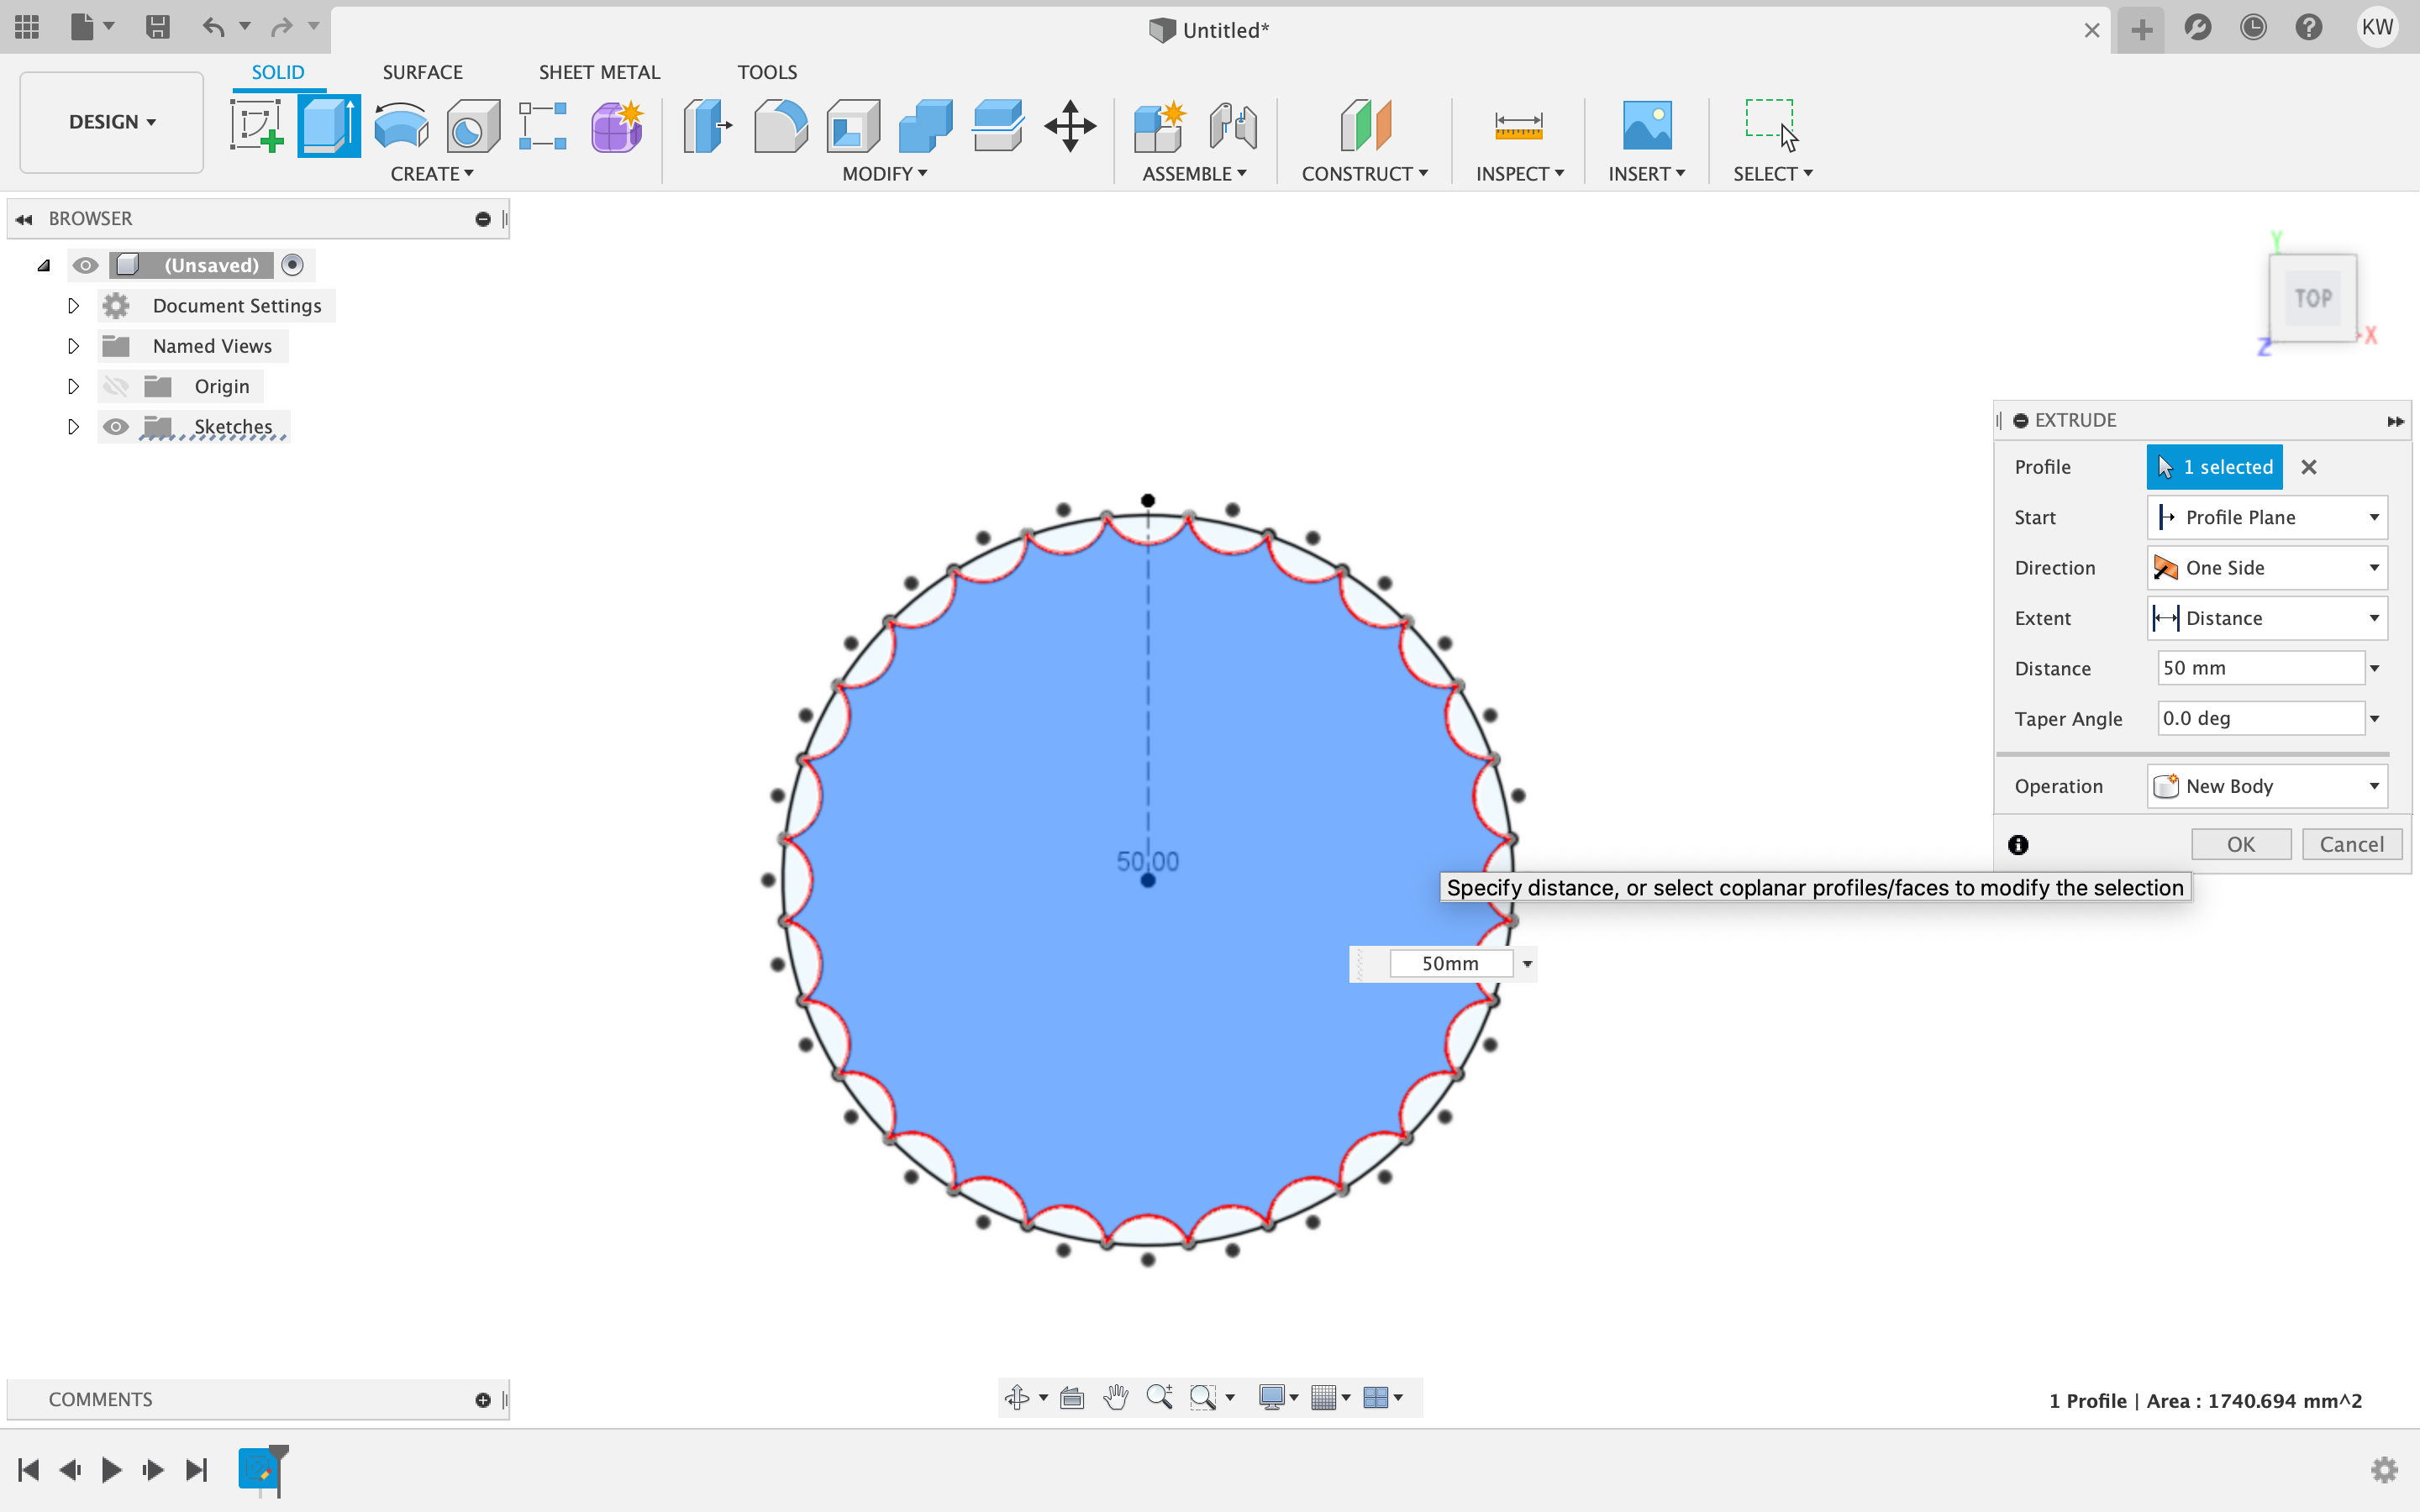 Untitled*
KW
SOLID SURFACE SHEET METAL TOOLS
DESIGN
CREATE MODIFY ASSEMBLE CONSTRUCT INSPECT INSERT SELECT
BROWSER
(Unsaved)
Document Settings
Named Views
Origin
Sketches
Y
TOP
X
Z
EXTRUDE
Profile 1 selected
Start Profile Plane
Direction One Side
Extent Distance
Distance 50 mm
Taper Angle 0.0 deg
Operation New Body
OK Cancel
50.00
Specify distance, or select coplanar profiles/faces to modify the selection
50mm
COMMENTS
1 Profile | Area : 1740.694 mm^2